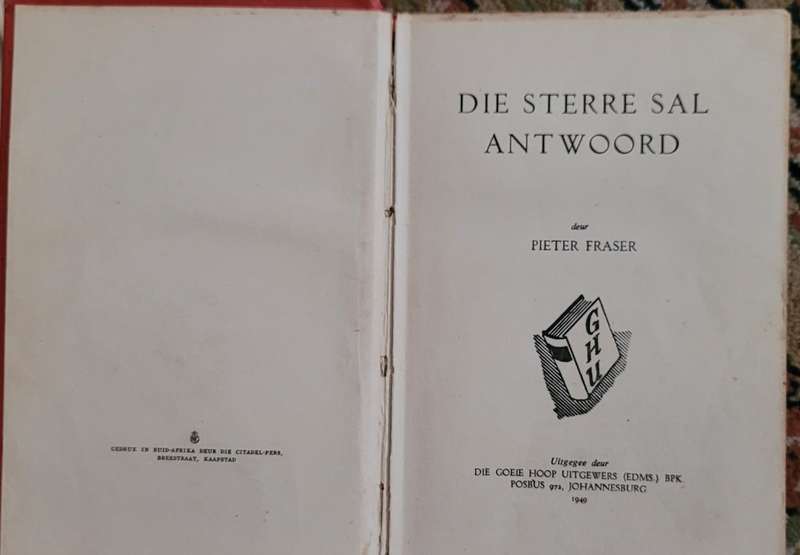 GEDRUK IN SUID-AFRIKA DEUR DIE CITADEL-PERS,
BREESTRAAT, KAAPSTAD
DIE STERRE SAL
ANTWOORD
deur
PIETER FRASER
G
H
U
Uitgegee deur
DIE GOEIE HOOP UITGEWERS (EDMS.) BPK.
POSBUS 972, JOHANNESBURG
1949